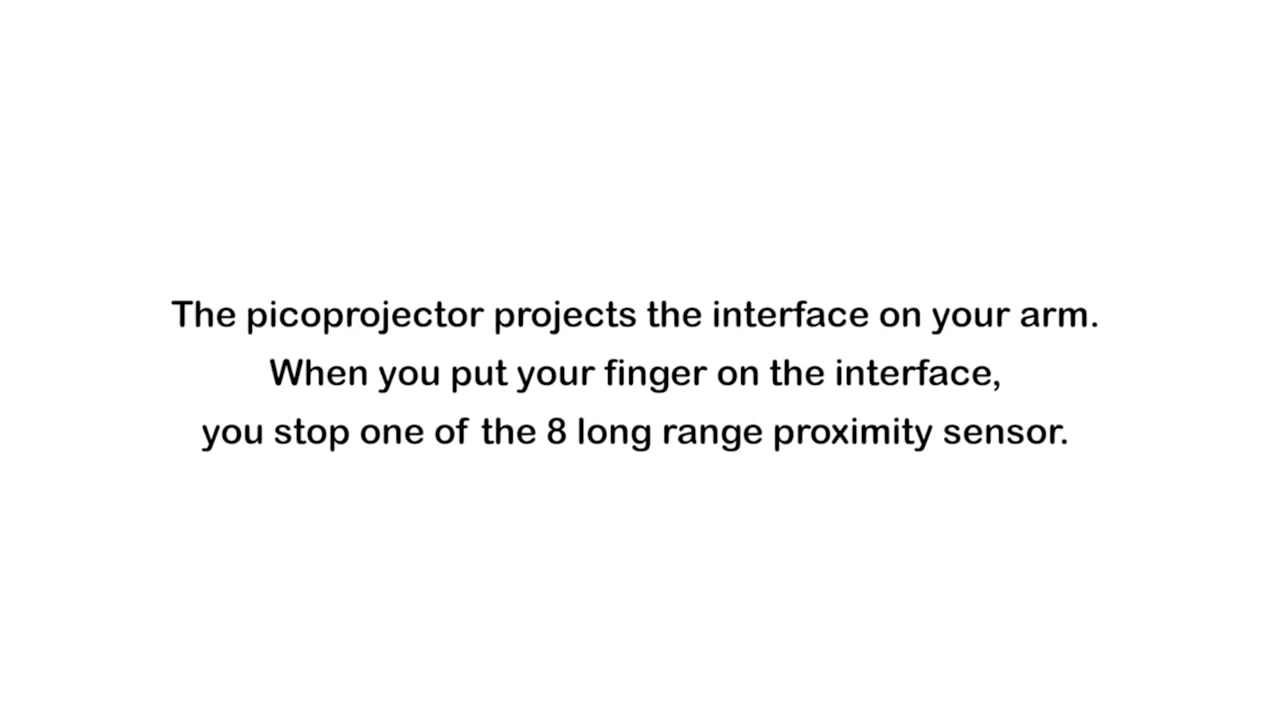 The picoprojector projects the interface on your arm.
When you put your finger on the interface,
you stop one of the 8 long range proximity sensor.